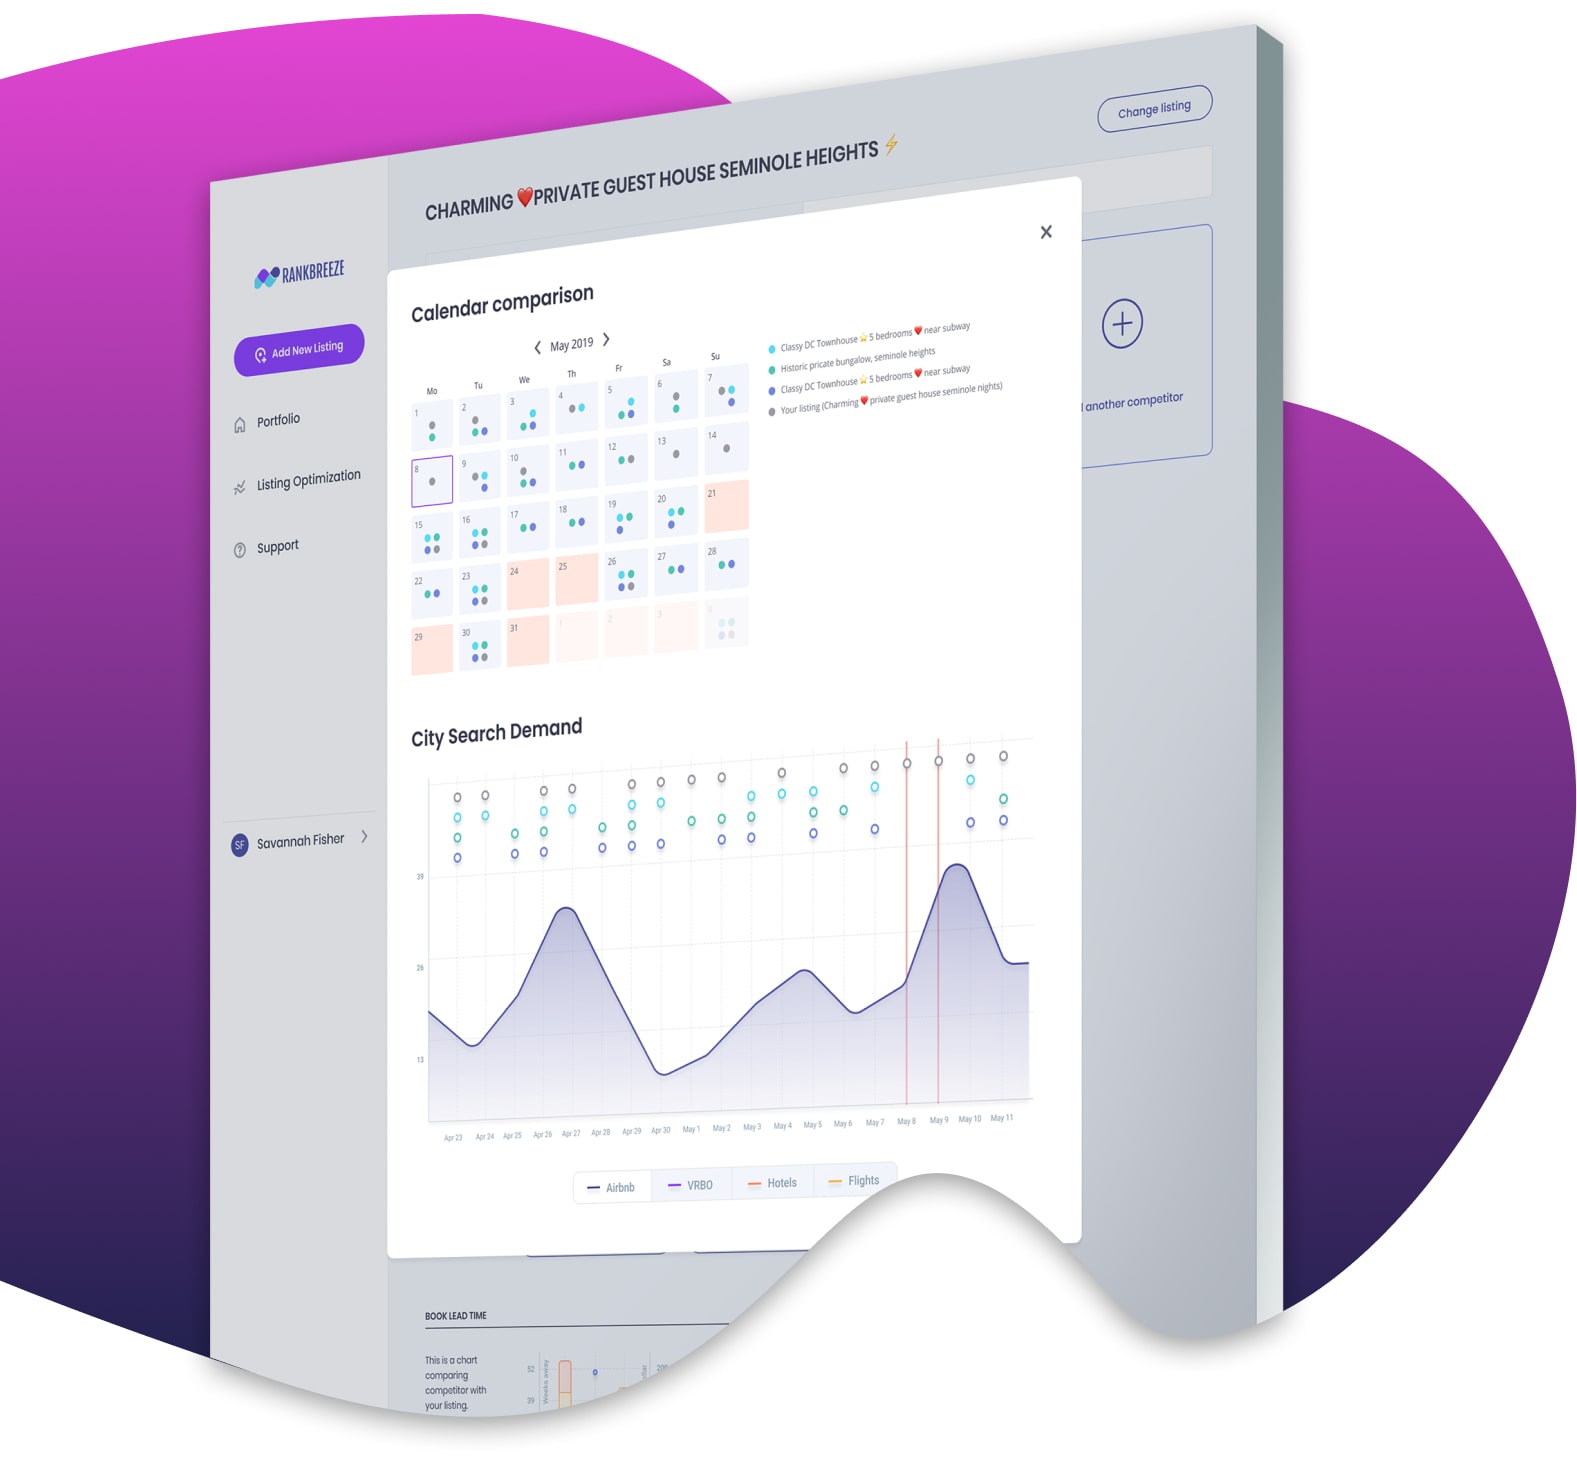 Change listing
CHARMING ❤️PRIVATE GUEST HOUSE SEMINOLE HEIGHTS ⚡
RANKBREEZE
Add New Listing
Portfolio
Listing Optimization
Support
SF Savannah Fisher
another competitor
Calendar comparison
May 2019
Mo Tu We Th Fr Sa Su
1 2 3 4 5 6 7
8 9 10 11 12 13 14
15 16 17 18 19 20 21
22 23 24 25 26 27 28
29 30 31 1 2 3 4
Classy DC Townhouse ⭐5 bedrooms ❤️near subway
Historic pricate bungalow, seminole heights
Classy DC Townhouse ⭐5 bedrooms ❤️near subway
Your listing (Charming ❤️private guest house seminole nights)
City Search Demand
39
26
13
Apr 23 Apr 24 Apr 25 Apr 26 Apr 27 Apr 28 Apr 29 Apr 30 May 1 May 2 May 3 May 4 May 5 May 6 May 7 May 8 May 9 May 10 May 11
Airbnb VRBO Hotels Flights
BOOK LEAD TIME
This is a chart
comparing
competitor with
your listing.
52
39
Weeks away
200